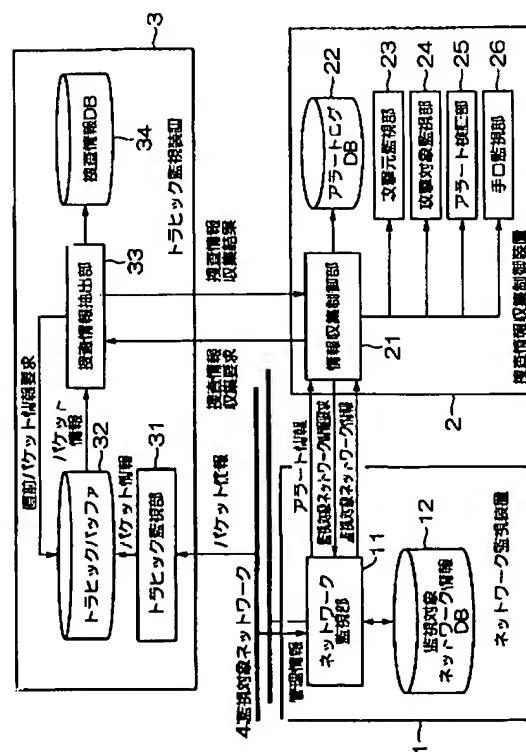 3
捜査情報DB
34
トラヒック監視装置
捜査情報抽出部
33
直前パケット情報要求
パケット
情報
トラヒックバッファ
32
パケット情報
トラヒック監視部
31
パケット情報
捜査情報
収集要求
捜査情報
収集結果
4.監視対象ネットワーク
アラートログ
DB
22
攻撃元監視部
23
攻撃対象監視部
24
アラート検証部
25
手口監視部
26
情報収集制御部
21
捜査情報収集制御装置
2
アラート情報
監視対象ネットワーク情報要求
監視対象ネットワーク情報
管理情報
ネットワーク
監視部
11
監視対象
ネットワーク情報
DB
12
ネットワーク監視装置
1